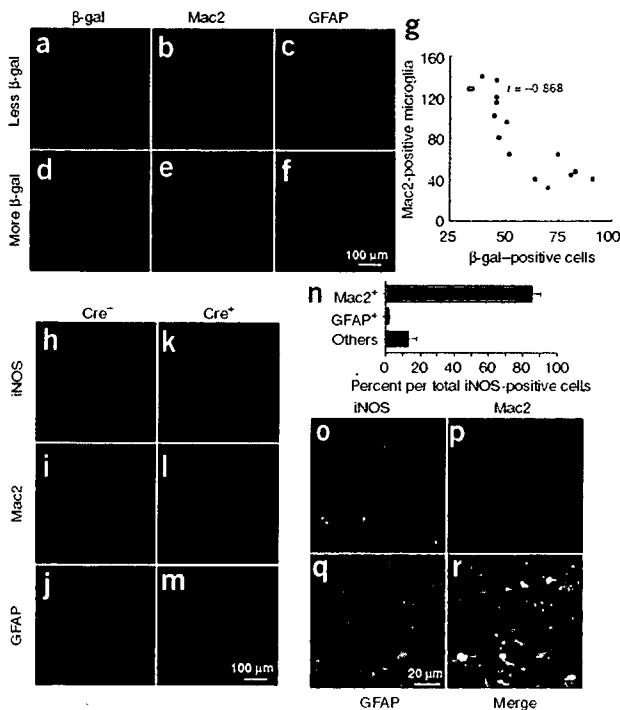 β-gal Mac2 GFAP
g
Less β-gal
a b c
More β-gal
d e f
100 µm
Mac2-positive microglia
160
120
80
40
0
r = –0.868
25 50 75 100
β-gal–positive cells
n
Mac2⁺
GFAP⁺
Others
0 20 40 60 80 100
Percent per total iNOS-positive cells
Cre⁻ Cre⁺
iNOS
h k
Mac2
i l
GFAP
j m
100 µm
iNOS Mac2
o p
q r
20 µm
GFAP Merge